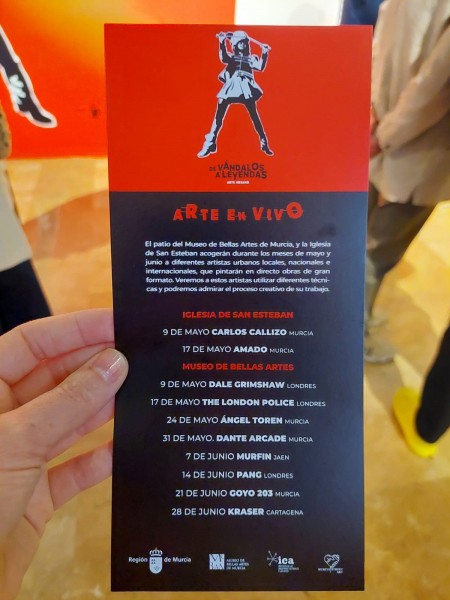 DE VÁNDALOS
A LEYENDAS
ARTE URBANO
ARTE EN VIVO
El patio del Museo de Bellas Artes de Murcia, y la Iglesia
de San Esteban acogerán durante los meses de mayo y
junio a diferentes artistas urbanos locales, nacionales e
internacionales, que pintarán en directo obras de gran
formato. Veremos a estos artistas utilizar diferentes técni-
cas y podremos admirar el proceso creativo de su trabajo.
IGLESIA DE SAN ESTEBAN
9 DE MAYO CARLOS CALLIZO MURCIA
17 DE MAYO AMADO MURCIA
MUSEO DE BELLAS ARTES
9 DE MAYO DALE GRIMSHAW LONDRES
17 DE MAYO THE LONDON POLICE LONDRES
24 DE MAYO ÁNGEL TOREN MURCIA
31 DE MAYO. DANTE ARCADE MURCIA
7 DE JUNIO MURFIN JAEN
14 DE JUNIO PANG LONDRES
21 DE JUNIO GOYO 203 MURCIA
28 DE JUNIO KRASER CARTAGENA
Región de Murcia
MUSEO DE
BELLAS ARTES
DE MURCIA
ica